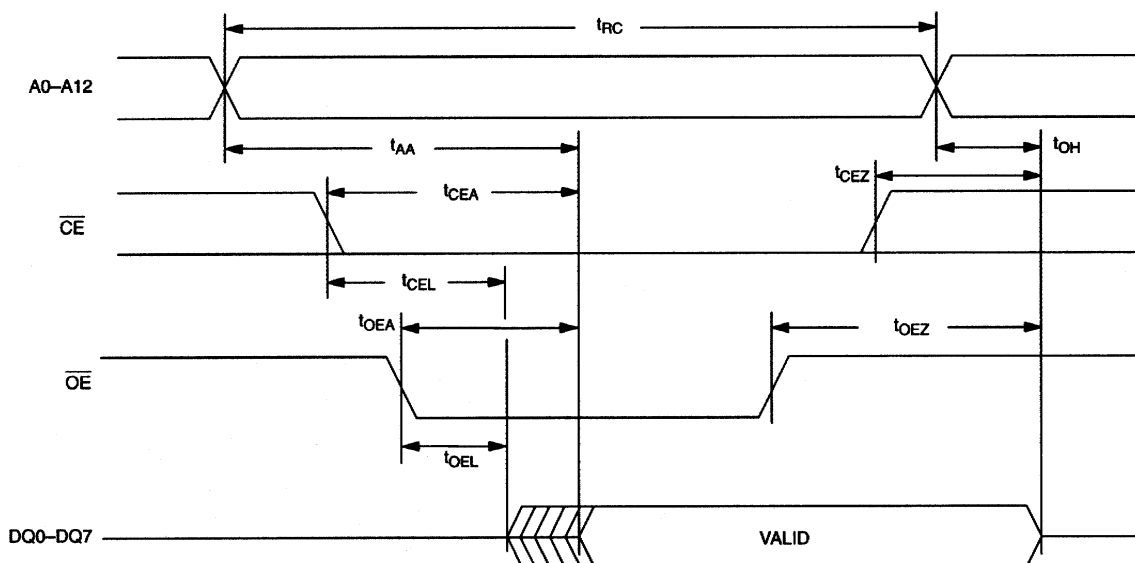 tRC
A0–A12
tAA
tOH
tCEA
tCEZ
CE
tCEL
tOEA
tOEZ
OE
tOEL
DQ0–DQ7
VALID